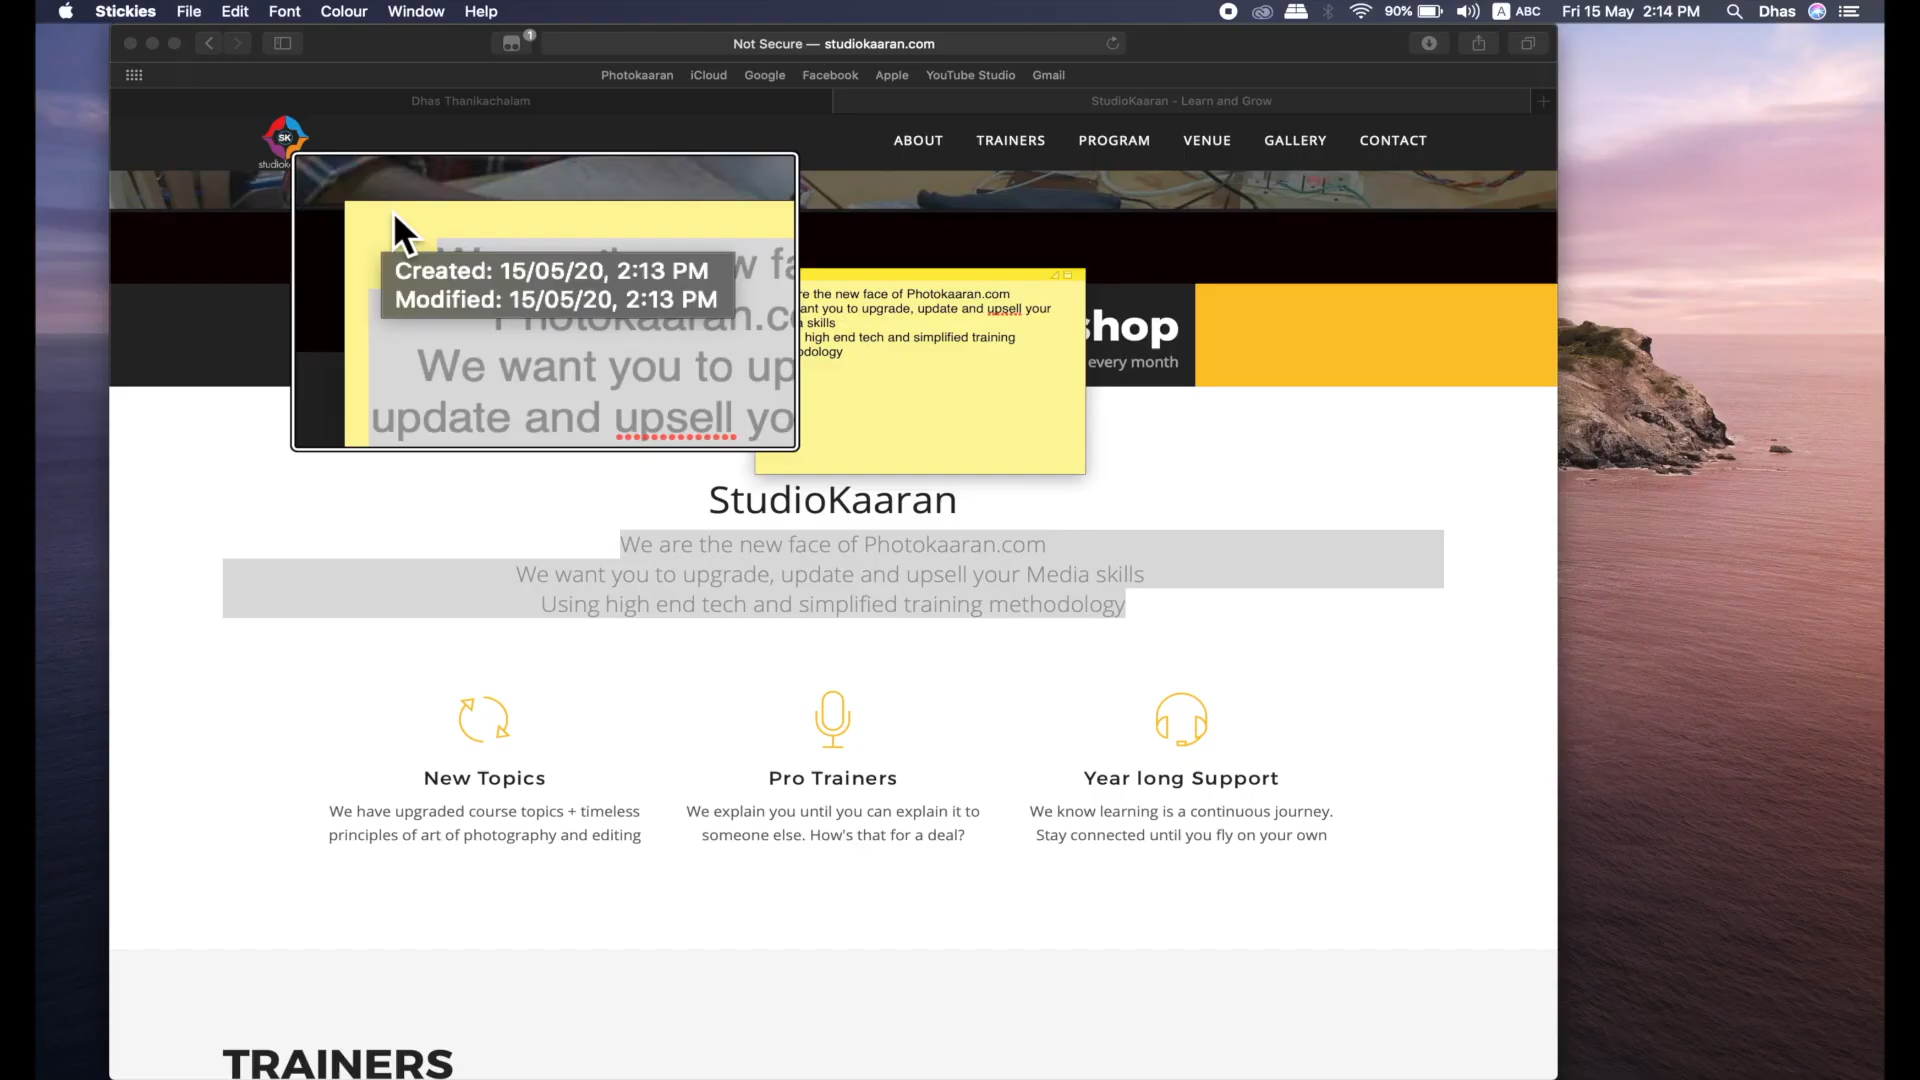 Stickies File Edit Font Colour Window Help
90% A ABC Fri 15 May 2:14 PM Dhas
1
Not Secure — studiokaaran.com
Photokaaran iCloud Google Facebook Apple YouTube Studio Gmail
Dhas Thanikachalam
StudioKaaran - Learn and Grow
SK
ABOUT TRAINERS PROGRAM VENUE GALLERY CONTACT
Created: 15/05/20, 2:13 PM
Modified: 15/05/20, 2:13 PM
We want you to up
update and upsell yo
the new face of Photokaaran.com
you to upgrade, update and upsell your
skills
high end tech and simplified training
shop
every month
StudioKaaran
We are the new face of Photokaaran.com
We want you to upgrade, update and upsell your Media skills
Using high end tech and simplified training methodology
New Topics
We have upgraded course topics + timeless
principles of art of photography and editing
Pro Trainers
We explain you until you can explain it to
someone else. How's that for a deal?
Year long Support
We know learning is a continuous journey.
Stay connected until you fly on your own
TRAINERS